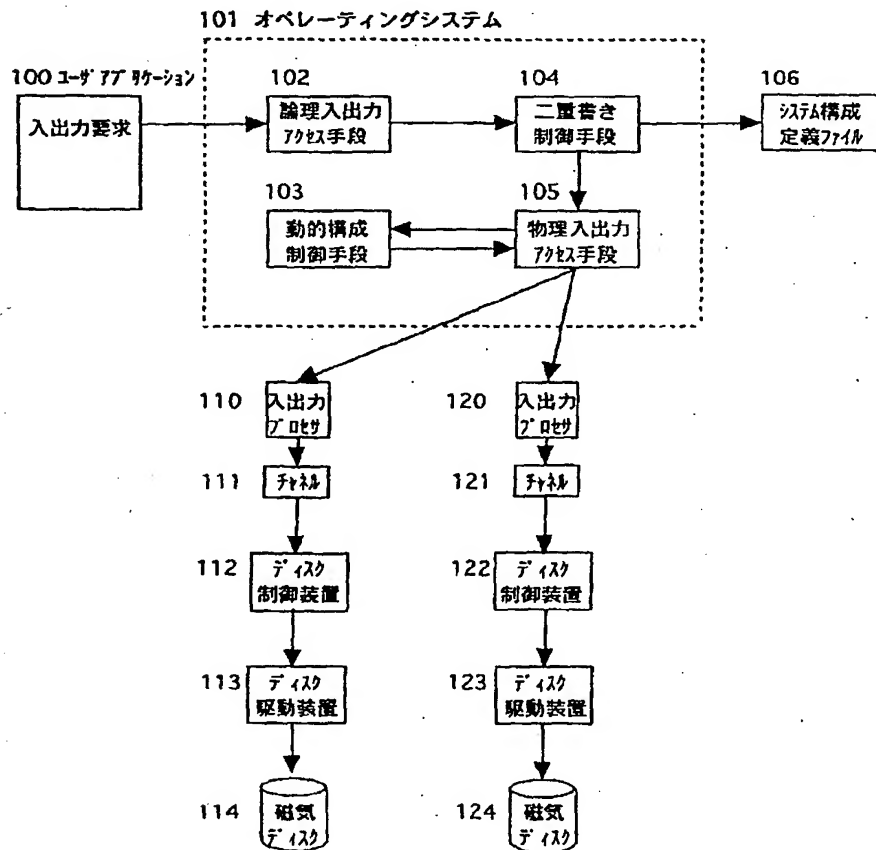 101 オペレーティングシステム
100 ユーザアプリケーション
入出力要求
102
論理入出力
アクセス手段
104
二重書き
制御手段
106
システム構成
定義ファイル
103
動的構成
制御手段
105
物理入出力
アクセス手段
110
入出力
プロセサ
120
入出力
プロセサ
111
チャネル
121
チャネル
112
ディスク
制御装置
122
ディスク
制御装置
113
ディスク
駆動装置
123
ディスク
駆動装置
114
磁気
ディスク
124
磁気
ディスク